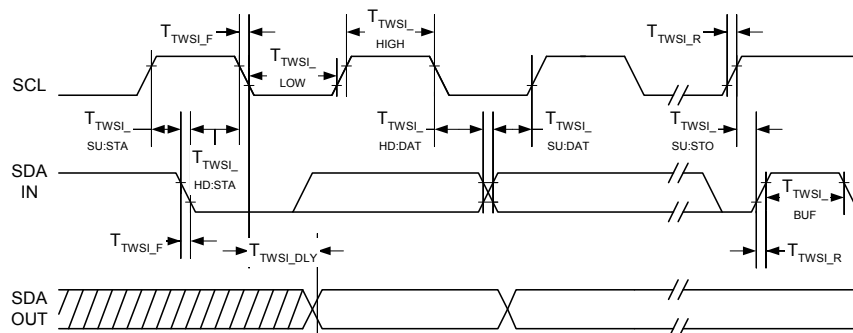 T_TWSI_F
T_TWSI_HIGH
T_TWSI_R
T_TWSI_LOW
SCL
T_TWSI_SU:STA
T_TWSI_HD:STA
T_TWSI_HD:DAT
T_TWSI_SU:DAT
T_TWSI_SU:STO
SDA IN
T_TWSI_BUF
T_TWSI_F
T_TWSI_DLY
T_TWSI_R
SDA OUT